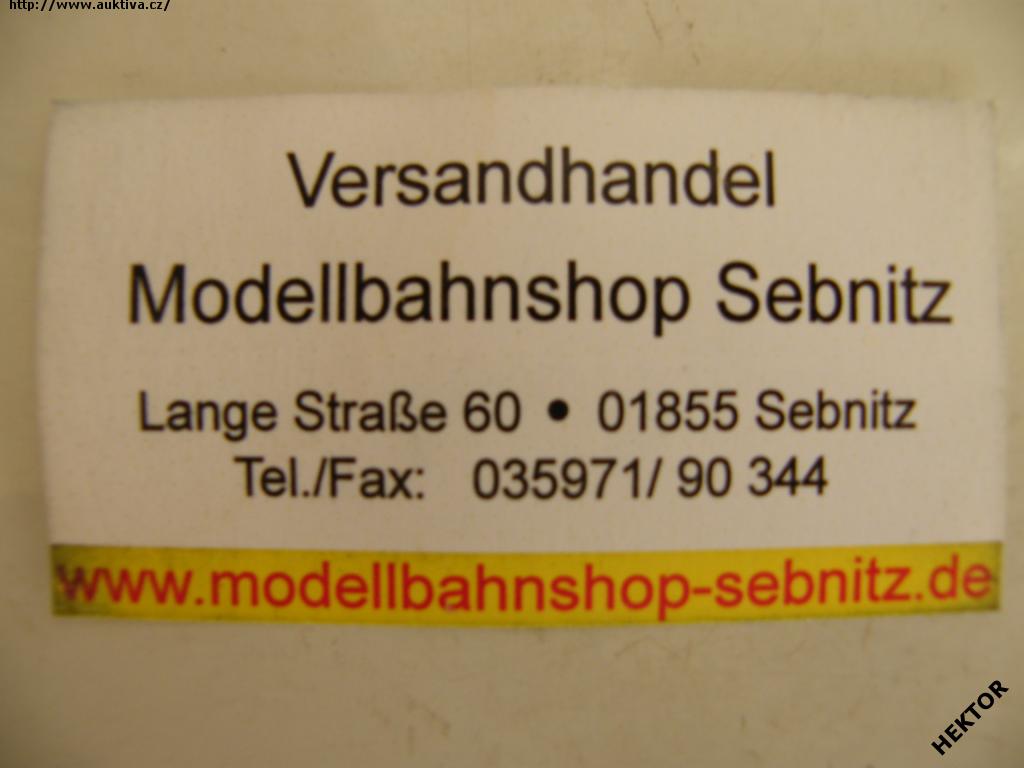 http://www.auktiva.cz/
Versandhandel
Modellbahnshop Sebnitz
Lange Straße 60 • 01855 Sebnitz
Tel./Fax: 035971/ 90 344
www.modellbahnshop-sebnitz.de
HEKTOR